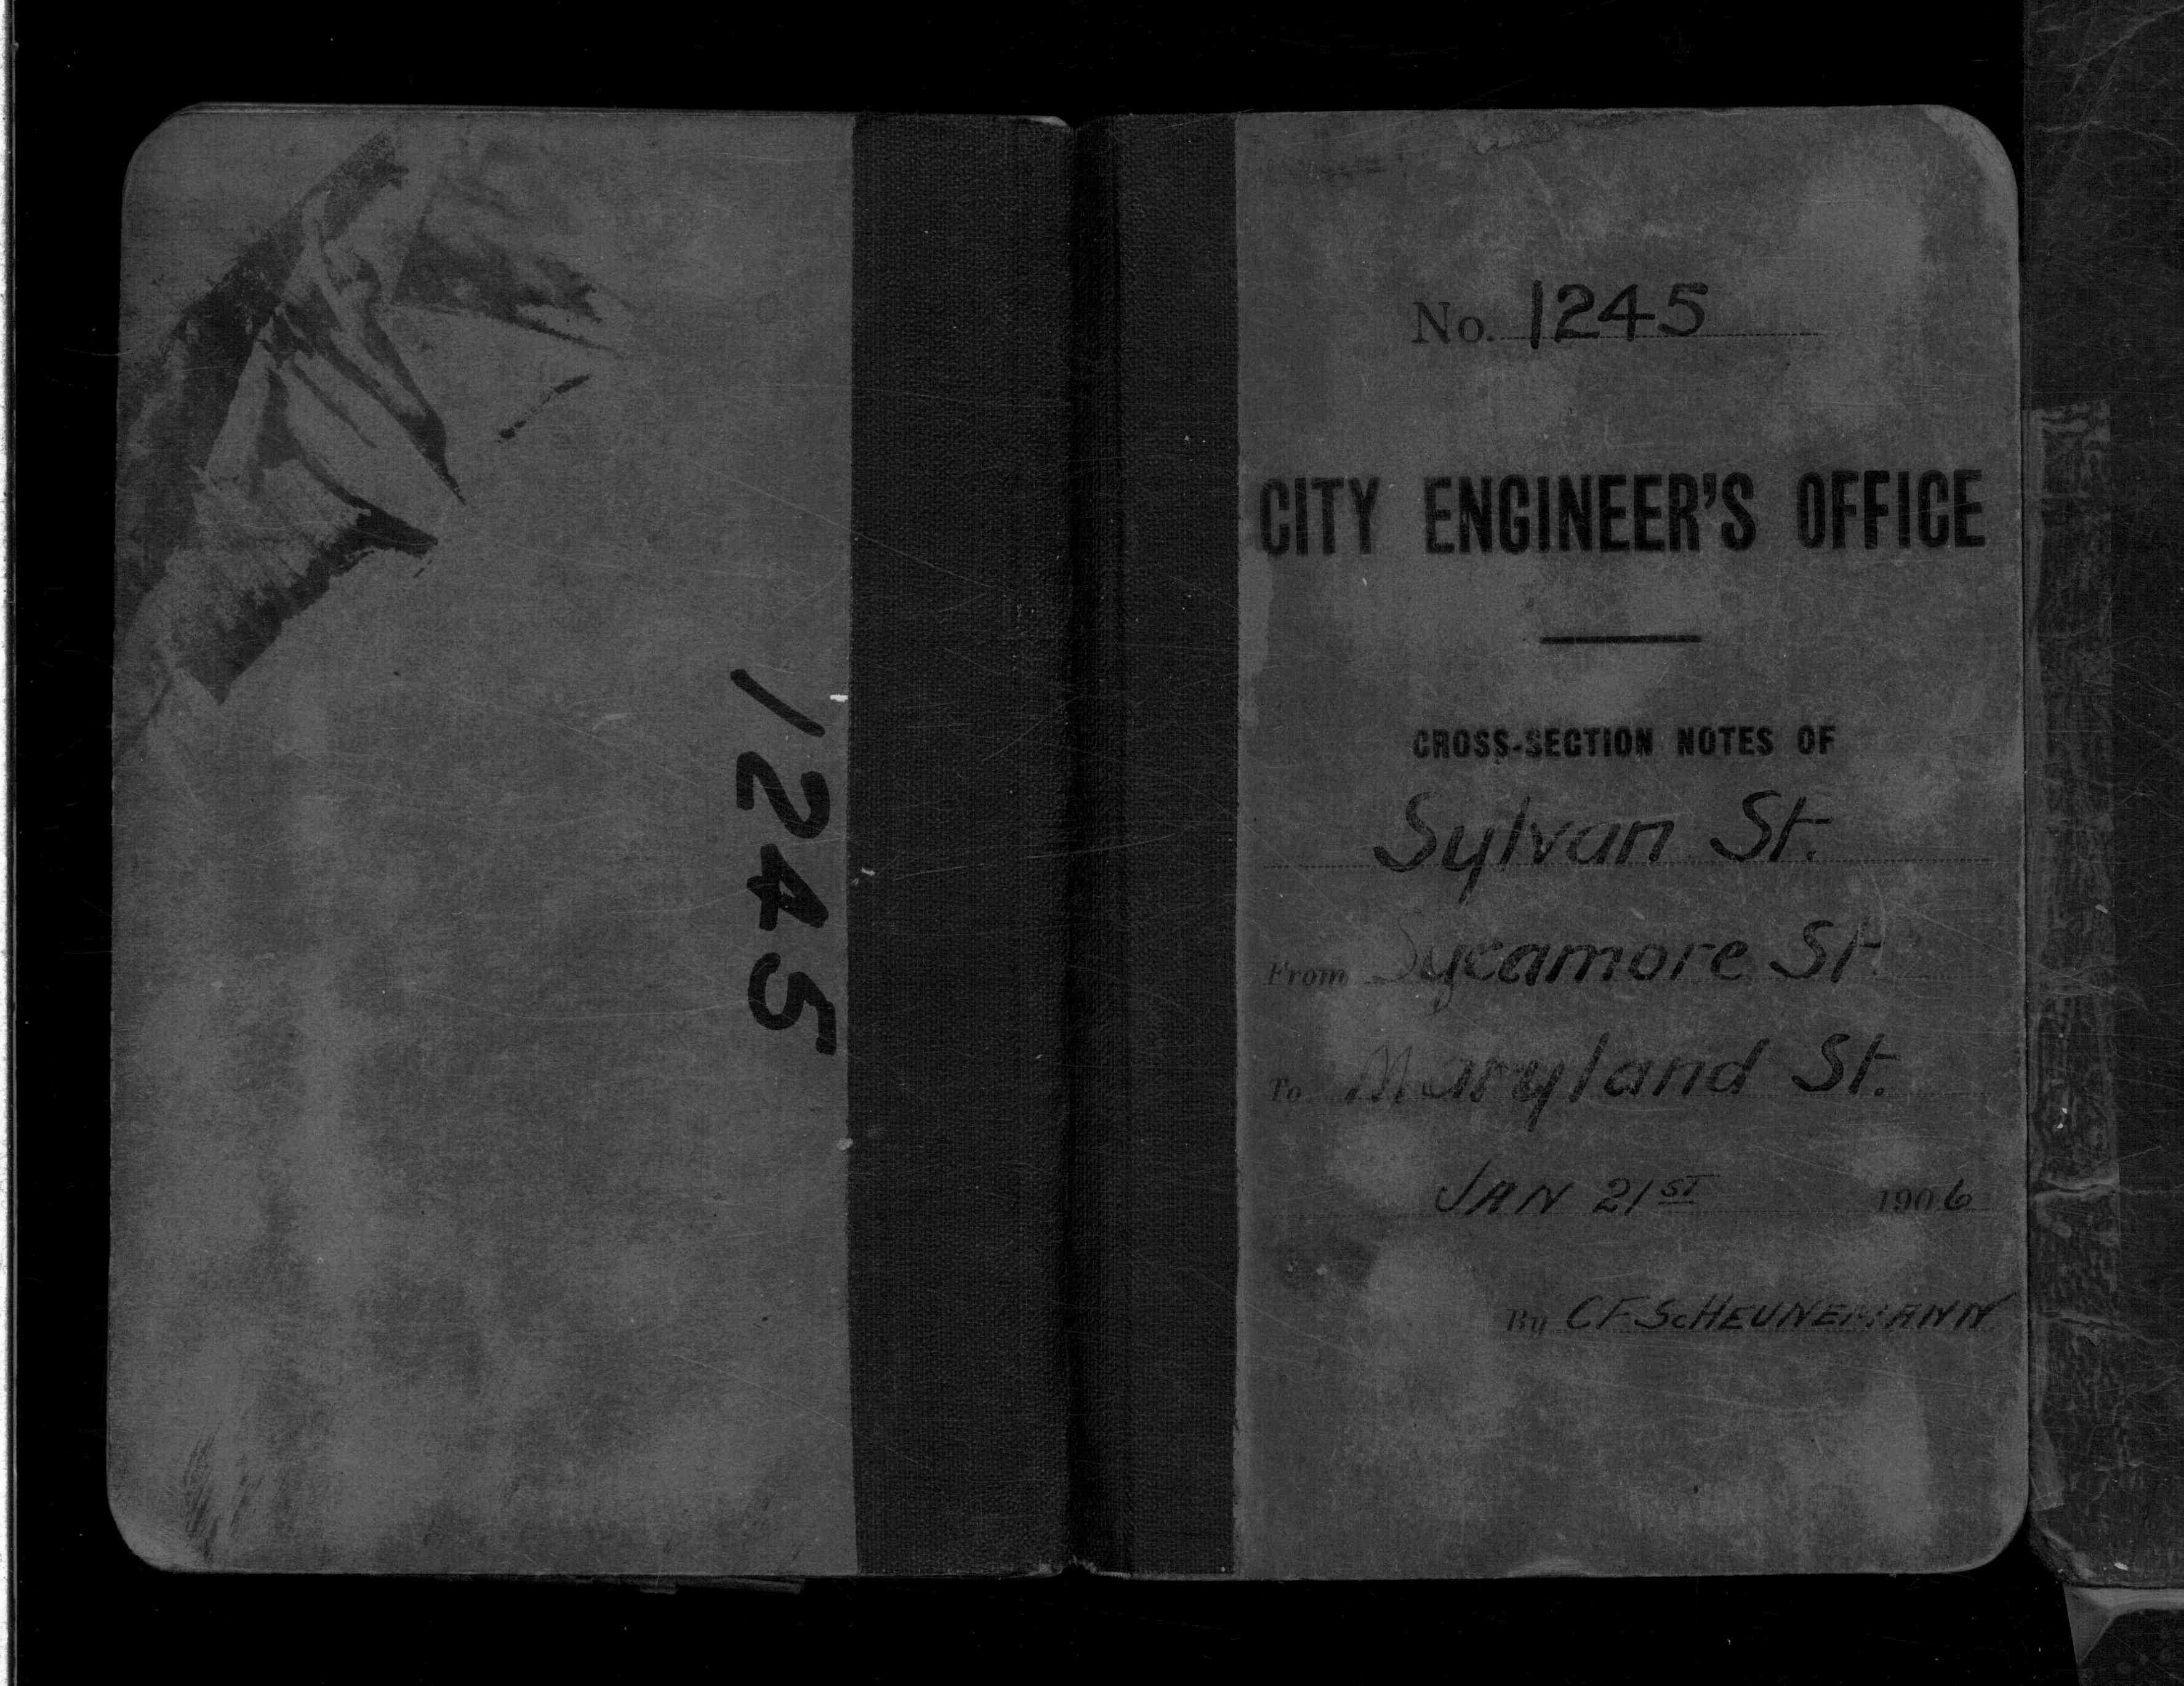 1245
No. 1245
CITY ENGINEER'S OFFICE
CROSS-SECTION NOTES OF
Sylvan St.
From Sycamore St.
To Maryland St.
JAN 21ST 1906
By CF ScHEUNEMANN